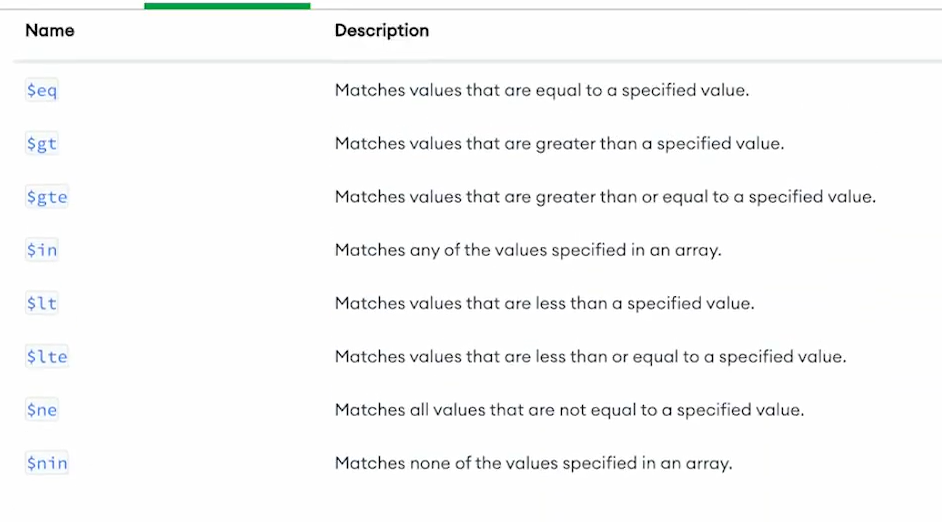 Name Description
$eq Matches values that are equal to a specified value.
$gt Matches values that are greater than a specified value.
$gte Matches values that are greater than or equal to a specified value.
$in Matches any of the values specified in an array.
$lt Matches values that are less than a specified value.
$lte Matches values that are less than or equal to a specified value.
$ne Matches all values that are not equal to a specified value.
$nin Matches none of the values specified in an array.